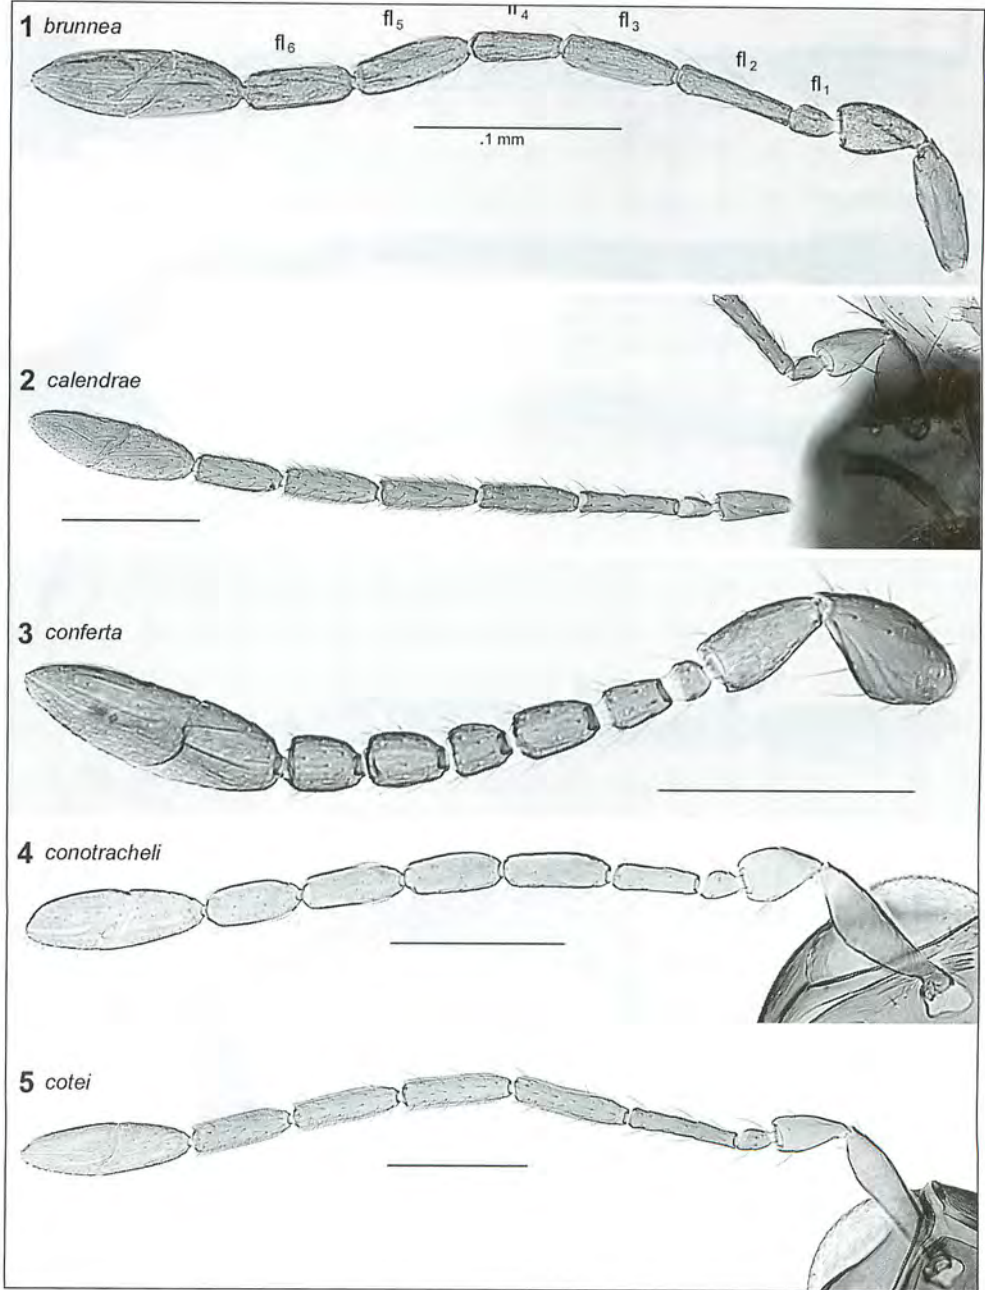 1 brunnea
fl6 fl5 fl4 fl3 fl2 fl1
.1 mm
2 calendrae
3 conferta
4 conotracheli
5 cotei